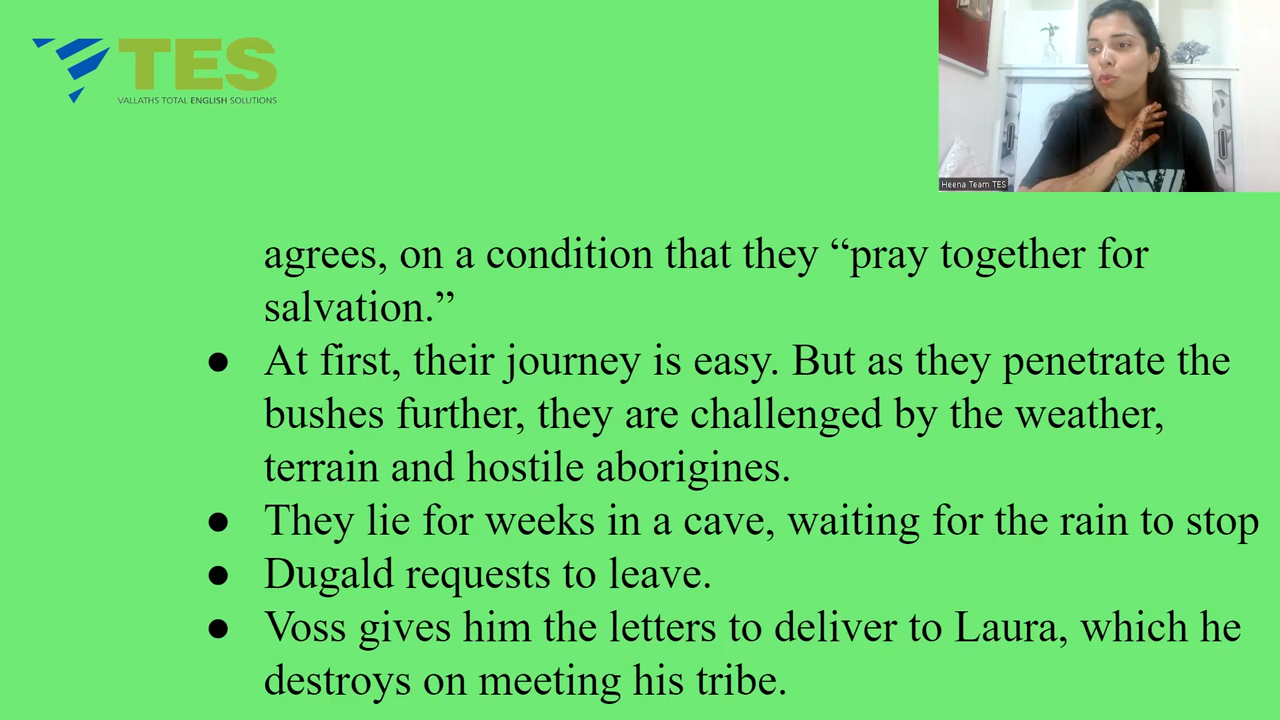 TES
VALLATHS TOTAL ENGLISH SOLUTIONS
Heena Team TES
agrees, on a condition that they “pray together for
salvation.”
● At first, their journey is easy. But as they penetrate the
bushes further, they are challenged by the weather,
terrain and hostile aborigines.
● They lie for weeks in a cave, waiting for the rain to stop
● Dugald requests to leave.
● Voss gives him the letters to deliver to Laura, which he
destroys on meeting his tribe.